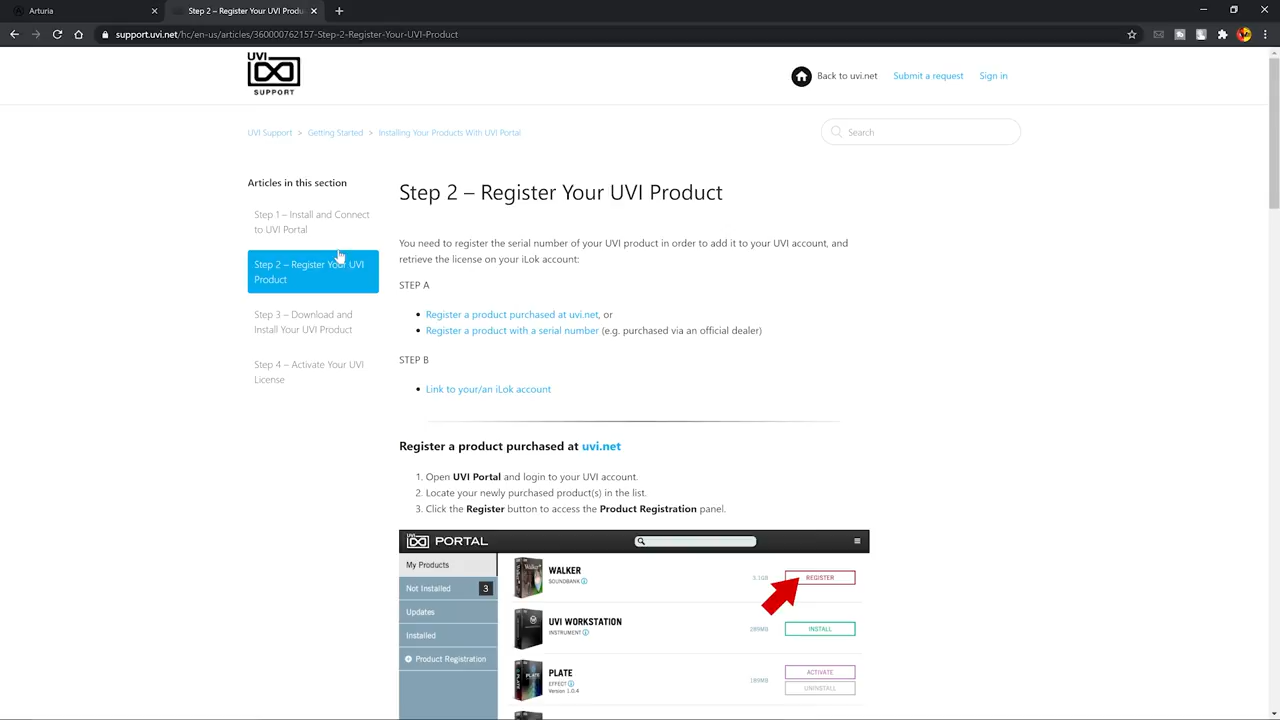 Arturia
Step 2 – Register Your UVI Produ
support.uvi.net/hc/en-us/articles/360000762157-Step-2-Register-Your-UVI-Product
UVI
SUPPORT
Back to uvi.net
Submit a request
Sign in
UVI Support > Getting Started > Installing Your Products With UVI Portal
Search
Articles in this section
Step 1 – Install and Connect
to UVI Portal
Step 2 – Register Your UVI
Product
Step 3 – Download and
Install Your UVI Product
Step 4 – Activate Your UVI
License
Step 2 – Register Your UVI Product
You need to register the serial number of your UVI product in order to add it to your UVI account, and
retrieve the license on your iLok account:
STEP A
Register a product purchased at uvi.net, or
Register a product with a serial number (e.g. purchased via an official dealer)
STEP B
Link to your/an iLok account
Register a product purchased at uvi.net
1. Open UVI Portal and login to your UVI account.
2. Locate your newly purchased product(s) in the list.
3. Click the Register button to access the Product Registration panel.
UVI PORTAL
My Products
Not Installed 3
Updates
Installed
Product Registration
WALKER
SOUNDBANK
3.1GB
REGISTER
UVI WORKSTATION
INSTRUMENT
289MB
INSTALL
PLATE
EFFECT
Version 1.0.4
189MB
ACTIVATE
UNINSTALL